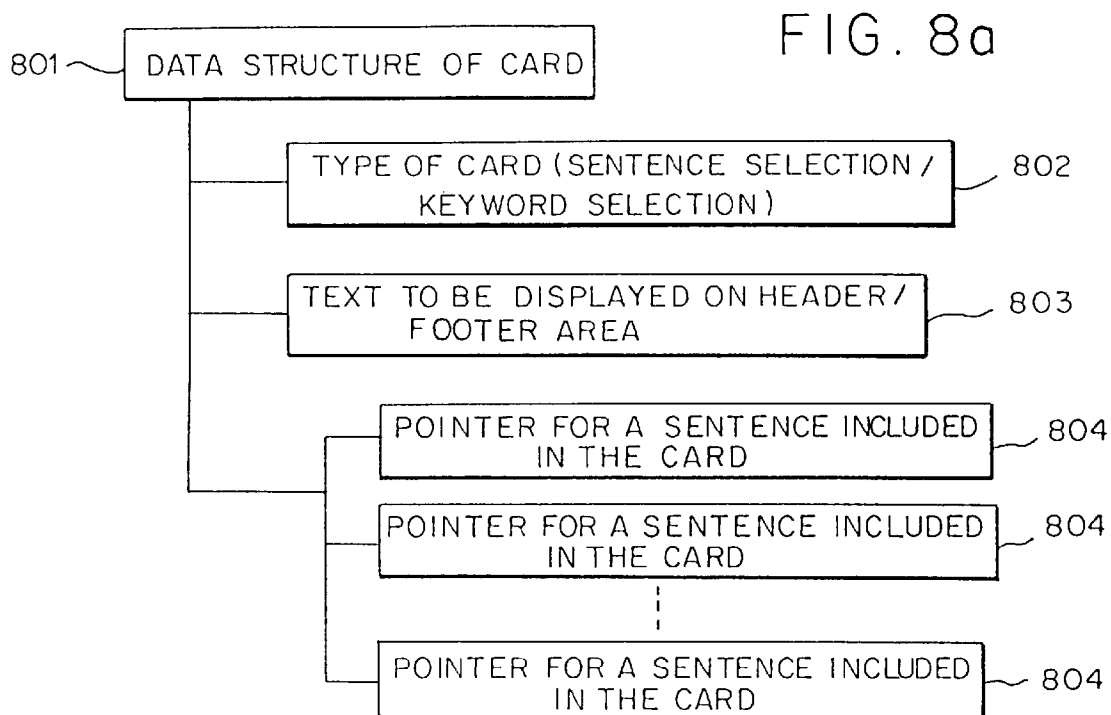 FIG. 8a
801
DATA STRUCTURE OF CARD
TYPE OF CARD (SENTENCE SELECTION /
KEYWORD SELECTION)
802
TEXT TO BE DISPLAYED ON HEADER /
FOOTER AREA
803
POINTER FOR A SENTENCE INCLUDED
IN THE CARD
804
POINTER FOR A SENTENCE INCLUDED
IN THE CARD
804
POINTER FOR A SENTENCE INCLUDED
IN THE CARD
804